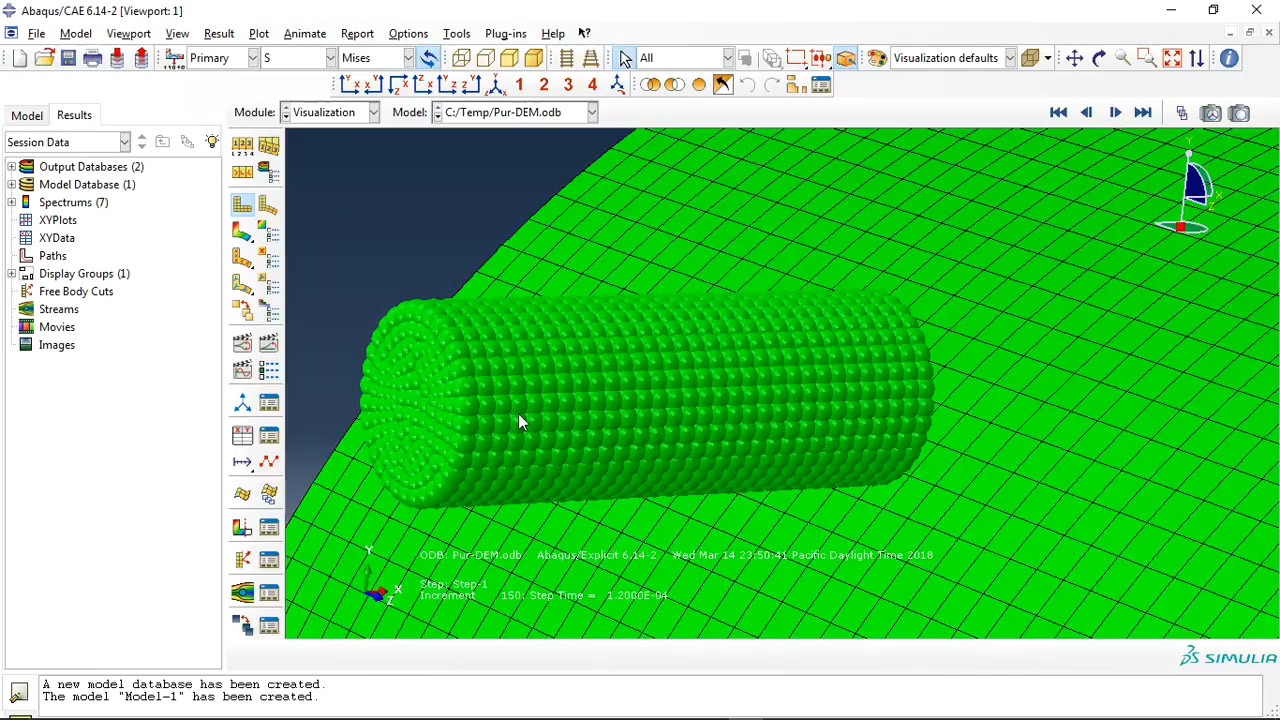 Abaqus/CAE 6.14-2 [Viewport: 1]
File Model Viewport View Result Plot Animate Report Options Tools Plug-ins Help
Primary S Mises All Visualization defaults
1 2 3 4
Model Results Module: Visualization Model: C:/Temp/Pur-DEM.odb
Session Data
Output Databases (2)
Model Database (1)
Spectrums (7)
XYPlots
XYData
Paths
Display Groups (1)
Free Body Cuts
Streams
Movies
Images
ODB: Pur-DEM.odb Abaqus/Explicit 6.14-2 Wed Mar 14 23:50:41 Pacific Daylight Time 2018
Step: Step-1
Increment 150: Step Time = 1.2000E-04
Y
X
Z
SIMULIA
A new model database has been created.
The model "Model-1" has been created.